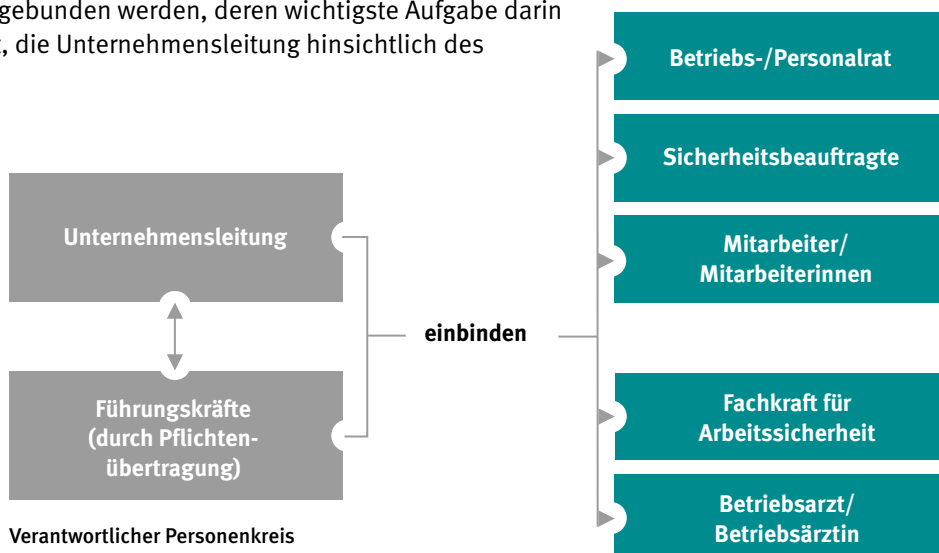 gebunden werden, deren wichtigste Aufgabe darin
, die Unternehmensleitung hinsichtlich des
Unternehmensleitung
Führungskräfte
(durch Pflichten-
übertragung)
Verantwortlicher Personenkreis
einbinden
Betriebs-/Personalrat
Sicherheitsbeauftragte
Mitarbeiter/
Mitarbeiterinnen
Fachkraft für
Arbeitssicherheit
Betriebsarzt/
Betriebsärztin